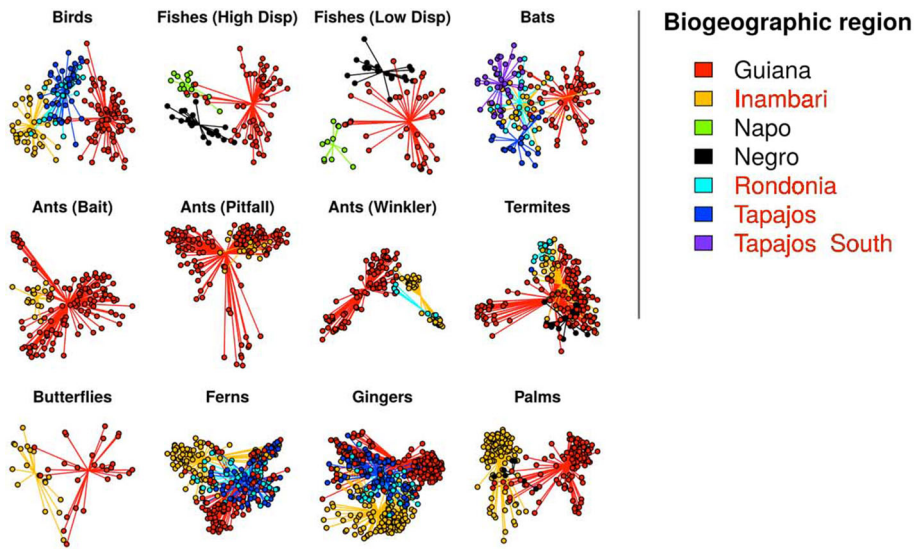 Birds
Fishes (High Disp)
Fishes (Low Disp)
Bats
Ants (Bait)
Ants (Pitfall)
Ants (Winkler)
Termites
Butterflies
Ferns
Gingers
Palms
Biogeographic region
Guiana
Inambari
Napo
Negro
Rondonia
Tapajos
Tapajos South